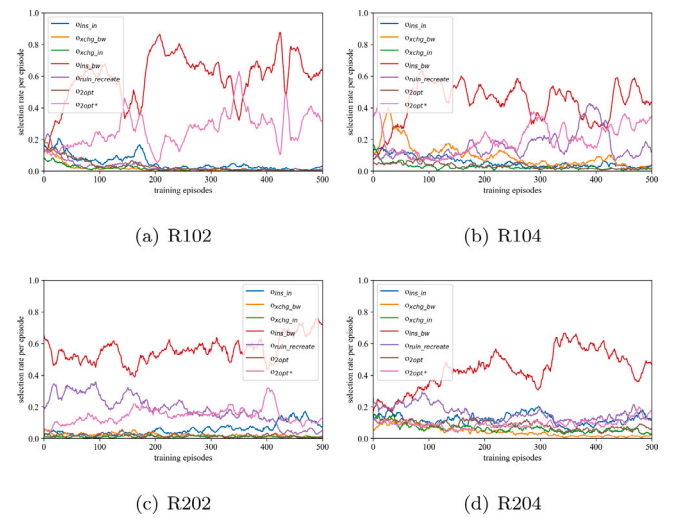 1.0
0.8
0.6
0.4
0.2
0.0
selection rate per episode
0
100
200
300
400
500
training episodes
o_ins_in
o_xchg_bw
o_xchg_in
o_ins_bw
o_ruin_recreate
o_2opt
o_2opt*
(a) R102
1.0
0.8
0.6
0.4
0.2
0.0
selection rate per episode
0
100
200
300
400
500
training episodes
o_ins_in
o_xchg_bw
o_xchg_in
o_ins_bw
o_ruin_recreate
o_2opt
o_2opt*
(b) R104
1.0
0.8
0.6
0.4
0.2
0.0
selection rate per episode
0
100
200
300
400
500
training episodes
o_ins_in
o_xchg_bw
o_xchg_in
o_ins_bw
o_ruin_recreate
o_2opt
o_2opt*
(c) R202
1.0
0.8
0.6
0.4
0.2
0.0
selection rate per episode
0
100
200
300
400
500
training episodes
o_ins_in
o_xchg_bw
o_xchg_in
o_ins_bw
o_ruin_recreate
o_2opt
o_2opt*
(d) R204